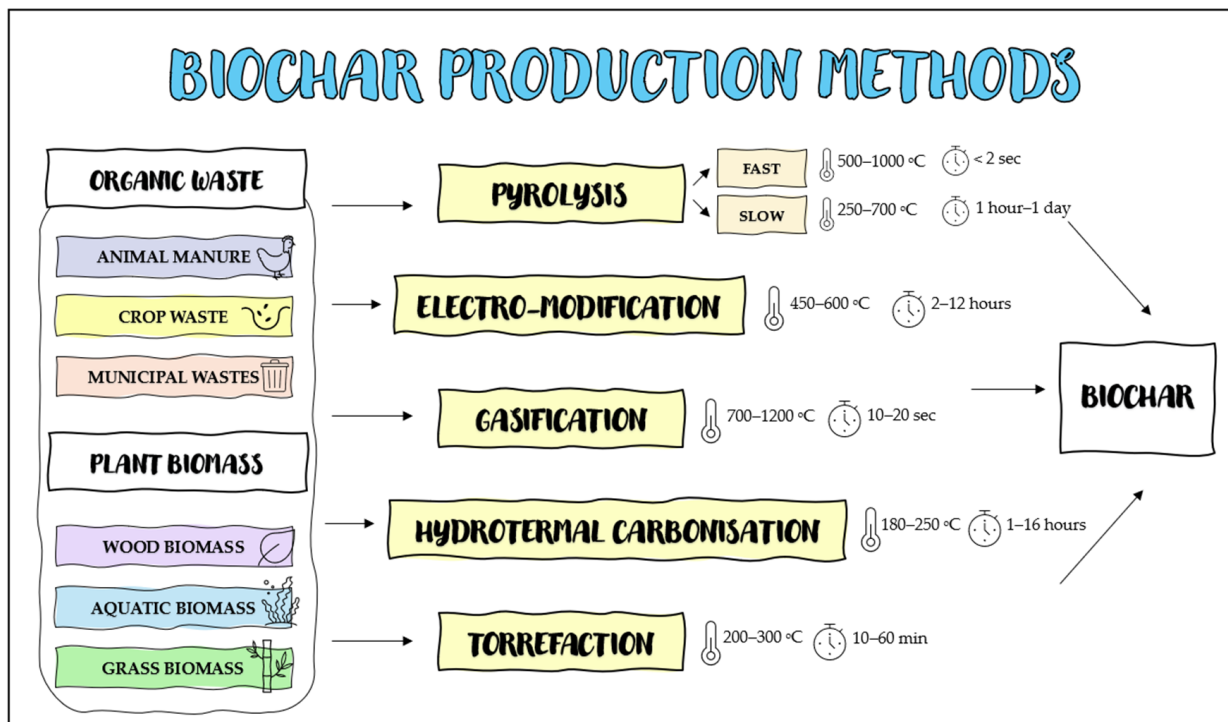 BIOCHAR PRODUCTION METHODS
ORGANIC WASTE
ANIMAL MANURE
CROP WASTE
MUNICIPAL WASTES
PLANT BIOMASS
WOOD BIOMASS
AQUATIC BIOMASS
GRASS BIOMASS
PYROLYSIS
FAST
500–1000 °C
< 2 sec
SLOW
250–700 °C
1 hour–1 day
ELECTRO-MODIFICATION
450–600 °C
2–12 hours
GASIFICATION
700–1200 °C
10–20 sec
HYDROTERMAL CARBONISATION
180–250 °C
1–16 hours
TORREFACTION
200–300 °C
10–60 min
BIOCHAR